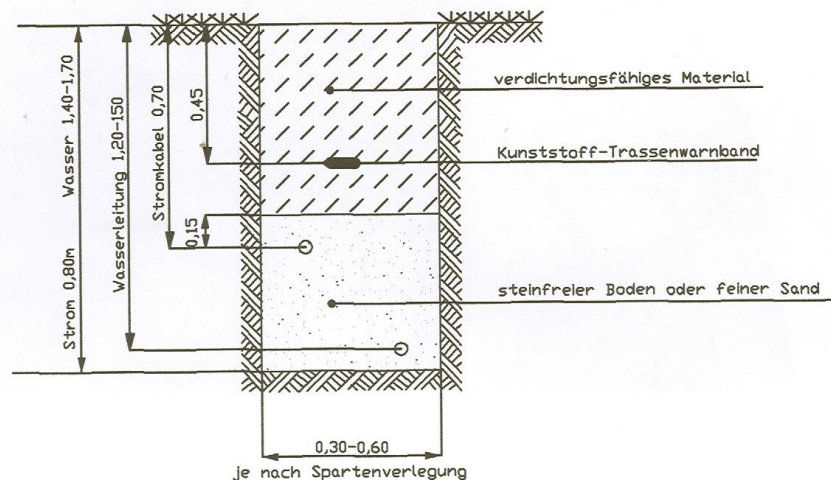 verdichtungsfähiges Material
Kunststoff-Trassenwarnband
steinfreier Boden oder feiner Sand
Strom 0,80m Wasser 1,40-1,70
Wasserleitung 1,20-150
Stromkabel 0,70
0,45
0,15
0,30-0,60
je nach Spartenverlegung